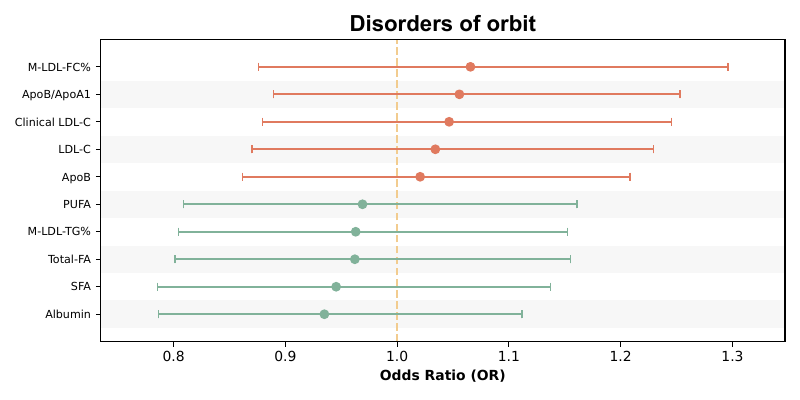 Disorders of orbit
M-LDL-FC%
ApoB/ApoA1
Clinical LDL-C
LDL-C
ApoB
PUFA
M-LDL-TG%
Total-FA
SFA
Albumin
0.8 0.9 1.0 1.1 1.2 1.3
Odds Ratio (OR)